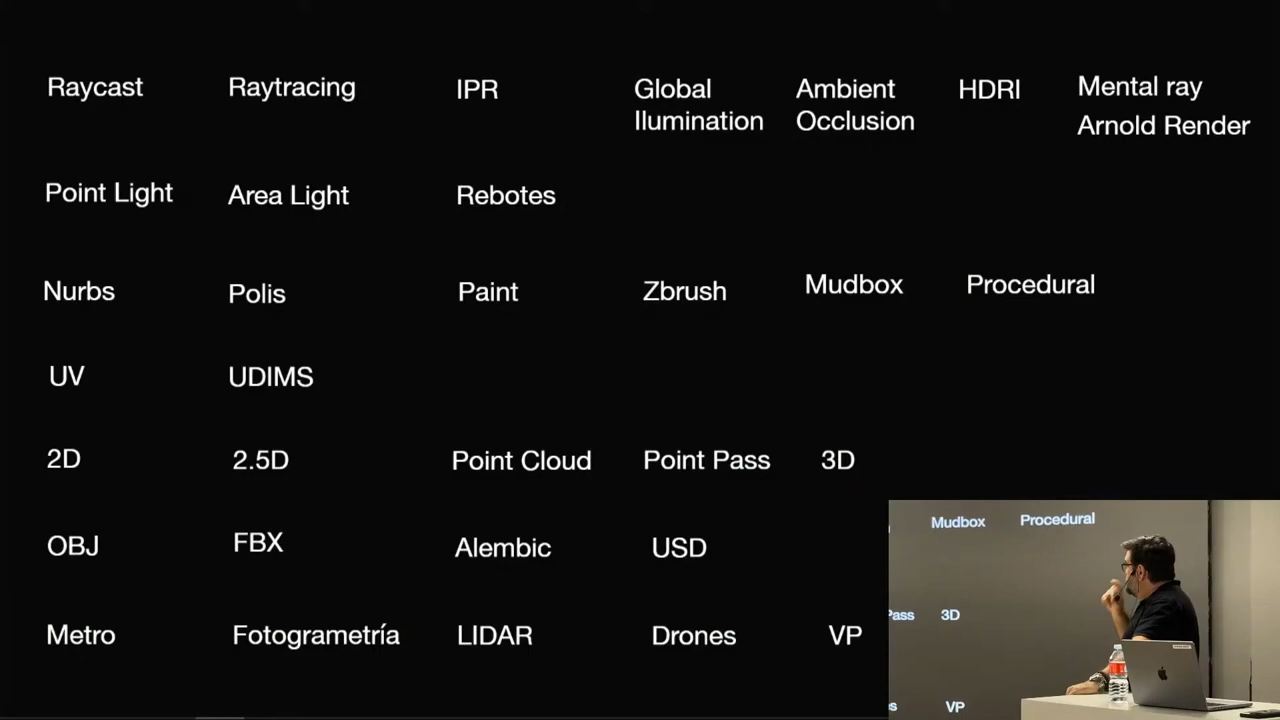 Raycast
Raytracing
IPR
Global
Ilumination
Ambient
Occlusion
HDRI
Mental ray
Arnold Render
Point Light
Area Light
Rebotes
Nurbs
Polis
Paint
Zbrush
Mudbox
Procedural
UV
UDIMS
2D
2.5D
Point Cloud
Point Pass
3D
OBJ
FBX
Alembic
USD
Metro
Fotogrametría
LIDAR
Drones
VP
Mudbox
Procedural
Pass
3D
s
VP